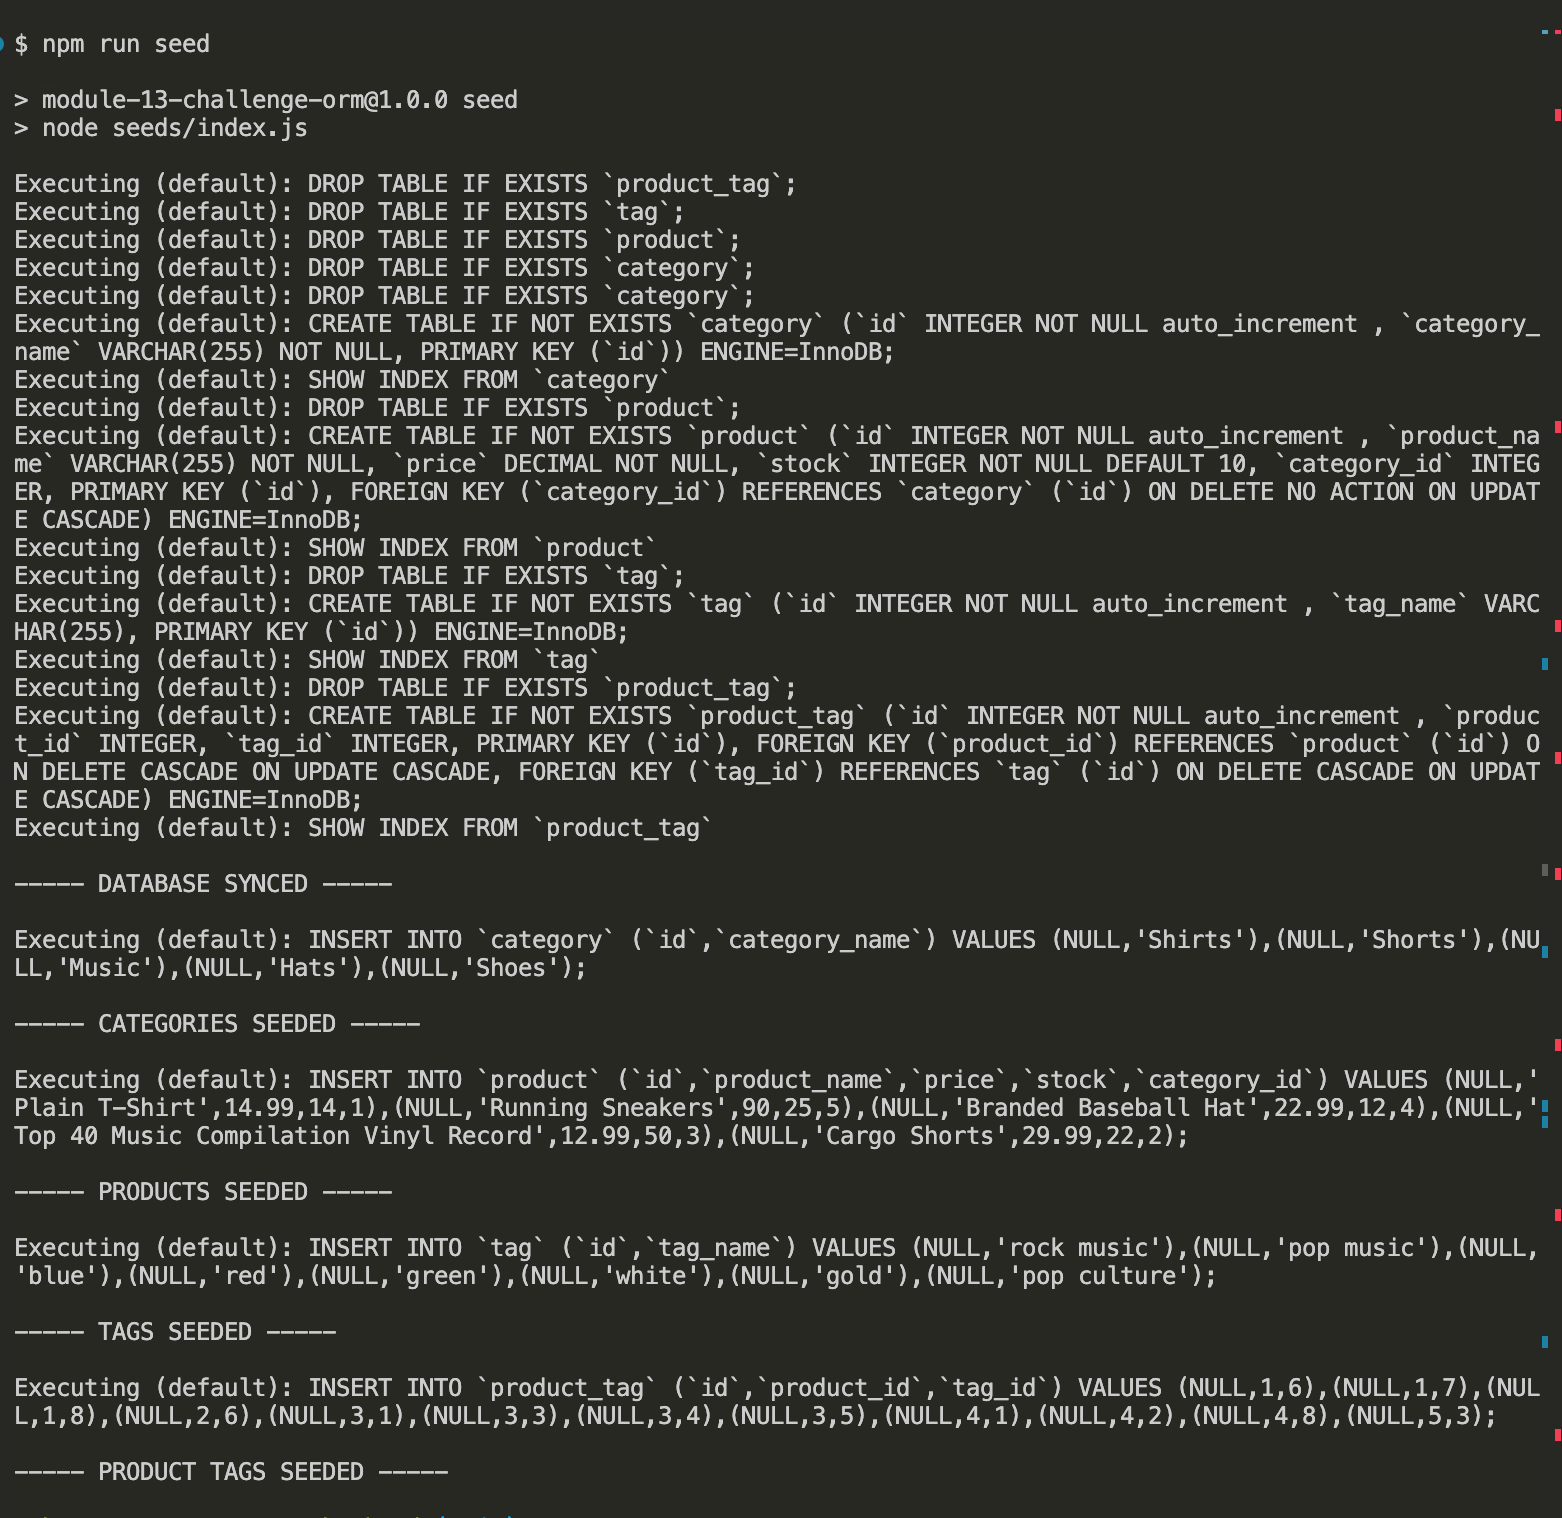 $ npm run seed
> module-13-challenge-orm@1.0.0 seed
> node seeds/index.js
Executing (default): DROP TABLE IF EXISTS `product_tag`;
Executing (default): DROP TABLE IF EXISTS `tag`;
Executing (default): DROP TABLE IF EXISTS `product`;
Executing (default): DROP TABLE IF EXISTS `category`;
Executing (default): DROP TABLE IF EXISTS `category`;
Executing (default): CREATE TABLE IF NOT EXISTS `category` (`id` INTEGER NOT NULL auto_increment , `category_
name` VARCHAR(255) NOT NULL, PRIMARY KEY (`id`)) ENGINE=InnoDB;
Executing (default): SHOW INDEX FROM `category`
Executing (default): DROP TABLE IF EXISTS `product`;
Executing (default): CREATE TABLE IF NOT EXISTS `product` (`id` INTEGER NOT NULL auto_increment , `product_na
me` VARCHAR(255) NOT NULL, `price` DECIMAL NOT NULL, `stock` INTEGER NOT NULL DEFAULT 10, `category_id` INTEG
ER, PRIMARY KEY (`id`), FOREIGN KEY (`category_id`) REFERENCES `category` (`id`) ON DELETE NO ACTION ON UPDAT
E CASCADE) ENGINE=InnoDB;
Executing (default): SHOW INDEX FROM `product`
Executing (default): DROP TABLE IF EXISTS `tag`;
Executing (default): CREATE TABLE IF NOT EXISTS `tag` (`id` INTEGER NOT NULL auto_increment , `tag_name` VARC
HAR(255), PRIMARY KEY (`id`)) ENGINE=InnoDB;
Executing (default): SHOW INDEX FROM `tag`
Executing (default): DROP TABLE IF EXISTS `product_tag`;
Executing (default): CREATE TABLE IF NOT EXISTS `product_tag` (`id` INTEGER NOT NULL auto_increment , `produc
t_id` INTEGER, `tag_id` INTEGER, PRIMARY KEY (`id`), FOREIGN KEY (`product_id`) REFERENCES `product` (`id`) O
N DELETE CASCADE ON UPDATE CASCADE, FOREIGN KEY (`tag_id`) REFERENCES `tag` (`id`) ON DELETE CASCADE ON UPDAT
E CASCADE) ENGINE=InnoDB;
Executing (default): SHOW INDEX FROM `product_tag`
----- DATABASE SYNCED -----
Executing (default): INSERT INTO `category` (`id`,`category_name`) VALUES (NULL,'Shirts'),(NULL,'Shorts'),(NU
LL,'Music'),(NULL,'Hats'),(NULL,'Shoes');
----- CATEGORIES SEEDED -----
Executing (default): INSERT INTO `product` (`id`,`product_name`,`price`,`stock`,`category_id`) VALUES (NULL,'
Plain T-Shirt',14.99,14,1),(NULL,'Running Sneakers',90,25,5),(NULL,'Branded Baseball Hat',22.99,12,4),(NULL,'
Top 40 Music Compilation Vinyl Record',12.99,50,3),(NULL,'Cargo Shorts',29.99,22,2);
----- PRODUCTS SEEDED -----
Executing (default): INSERT INTO `tag` (`id`,`tag_name`) VALUES (NULL,'rock music'),(NULL,'pop music'),(NULL,
'blue'),(NULL,'red'),(NULL,'green'),(NULL,'white'),(NULL,'gold'),(NULL,'pop culture');
----- TAGS SEEDED -----
Executing (default): INSERT INTO `product_tag` (`id`,`product_id`,`tag_id`) VALUES (NULL,1,6),(NULL,1,7),(NUL
L,1,8),(NULL,2,6),(NULL,3,1),(NULL,3,3),(NULL,3,4),(NULL,3,5),(NULL,4,1),(NULL,4,2),(NULL,4,8),(NULL,5,3);
----- PRODUCT TAGS SEEDED -----